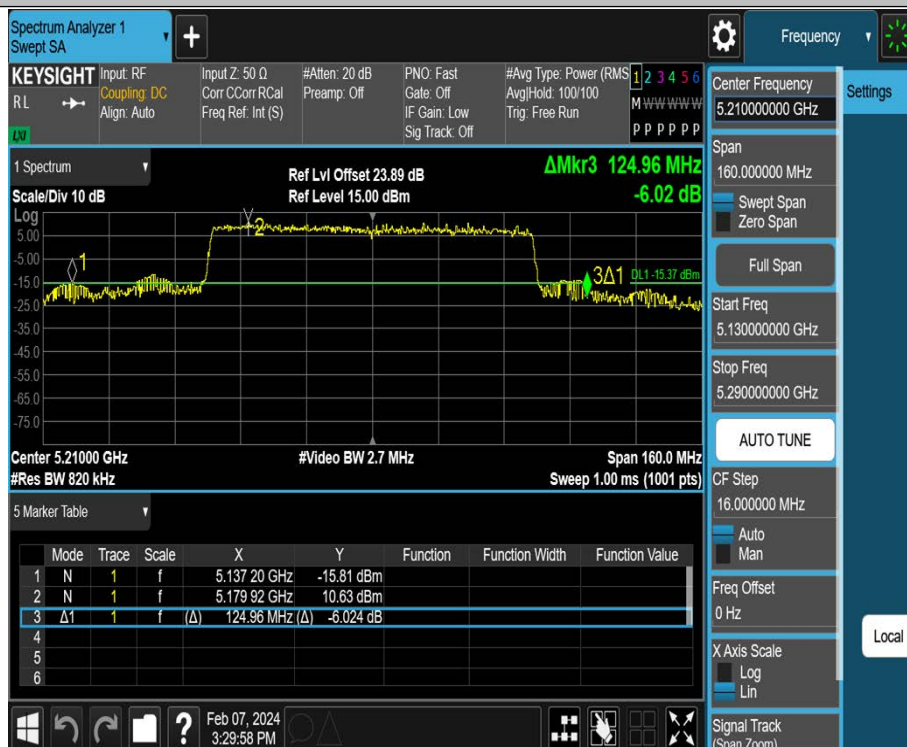 Spectrum Analyzer 1
Swept SA
+
Frequency
KEYSIGHT
RL
LXI
Input: RF
Coupling: DC
Align: Auto
Input Z: 50 Ω
Corr CCorr RCal
Freq Ref: Int (S)
#Atten: 20 dB
Preamp: Off
PNO: Fast
Gate: Off
IF Gain: Low
Sig Track: Off
#Avg Type: Power (RMS
Avg|Hold: 100/100
Trig: Free Run
1 2 3 4 5 6
M W W W W W
P P P P P P
1 Spectrum
Scale/Div 10 dB
Ref Lvl Offset 23.89 dB
Ref Level 15.00 dBm
ΔMkr3 124.96 MHz
-6.02 dB
Log
5.00
-5.00
-15.0
-25.0
-35.0
-45.0
-55.0
-65.0
-75.0
1
2
3Δ1
DL1 -15.37 dBm
Center 5.21000 GHz
#Video BW 2.7 MHz
Span 160.0 MHz
#Res BW 820 kHz
Sweep 1.00 ms (1001 pts)
5 Marker Table
Mode Trace Scale X Y Function Function Width Function Value
1 N 1 f 5.137 20 GHz -15.81 dBm
2 N 1 f 5.179 92 GHz 10.63 dBm
3 Δ1 1 f (Δ) 124.96 MHz (Δ) -6.024 dB
4
5
6
Feb 07, 2024
3:29:58 PM
?
Center Frequency
5.210000000 GHz
Settings
Span
160.000000 MHz
Swept Span
Zero Span
Full Span
Start Freq
5.130000000 GHz
Stop Freq
5.290000000 GHz
AUTO TUNE
CF Step
16.000000 MHz
Auto
Man
Freq Offset
0 Hz
Local
X Axis Scale
Log
Lin
Signal Track
(Span Zoom)